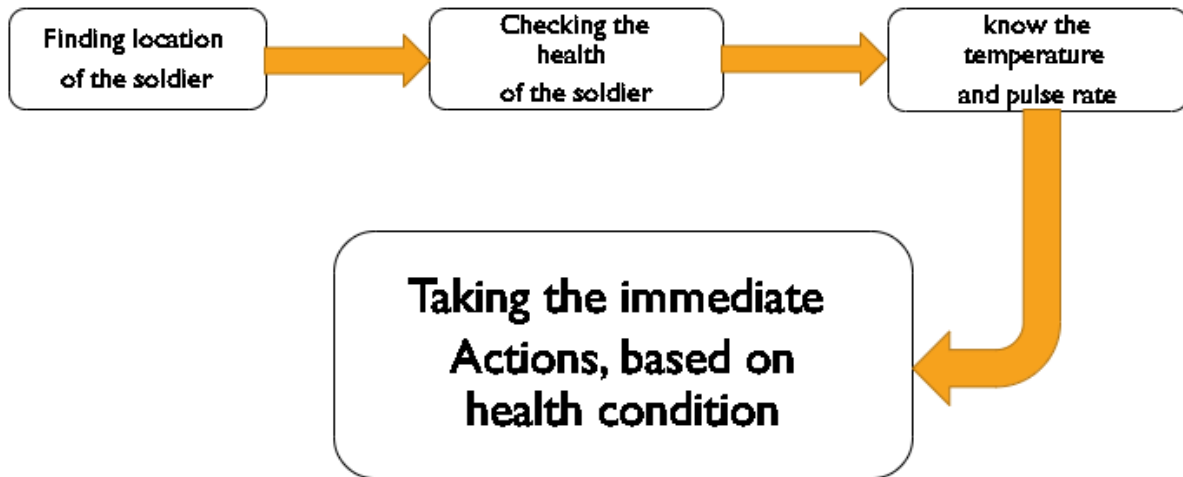 Finding location
of the soldier
Checking the
health
of the soldier
know the
temperature
and pulse rate
Taking the immediate
Actions, based on
health condition